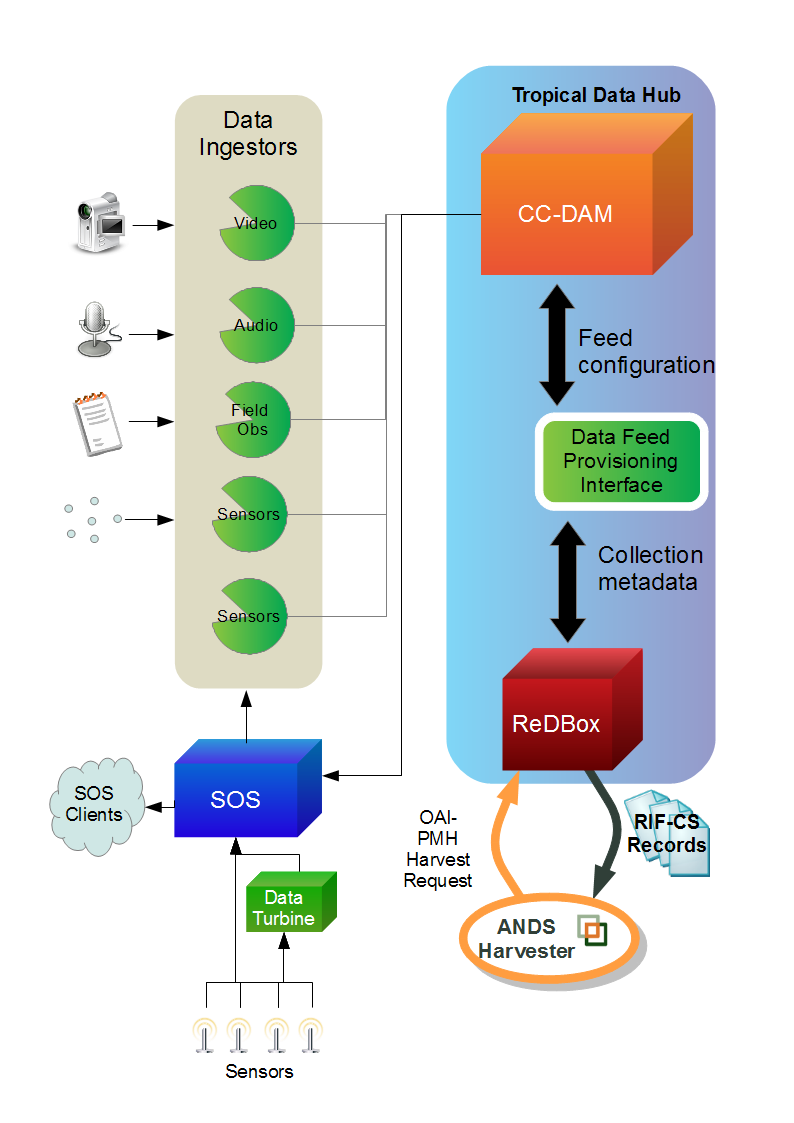 Tropical Data Hub
Data
Ingestors
CC-DAM
Video
Audio
Feed
configuration
Field
Obs
Data Feed
Provisioning
Interface
Sensors
Collection
metadata
Sensors
ReDBox
SOS
SOS
Clients
OAI-
PMH
Harvest
Request
RIF-CS
Records
Data
Turbine
ANDS
Harvester
Sensors